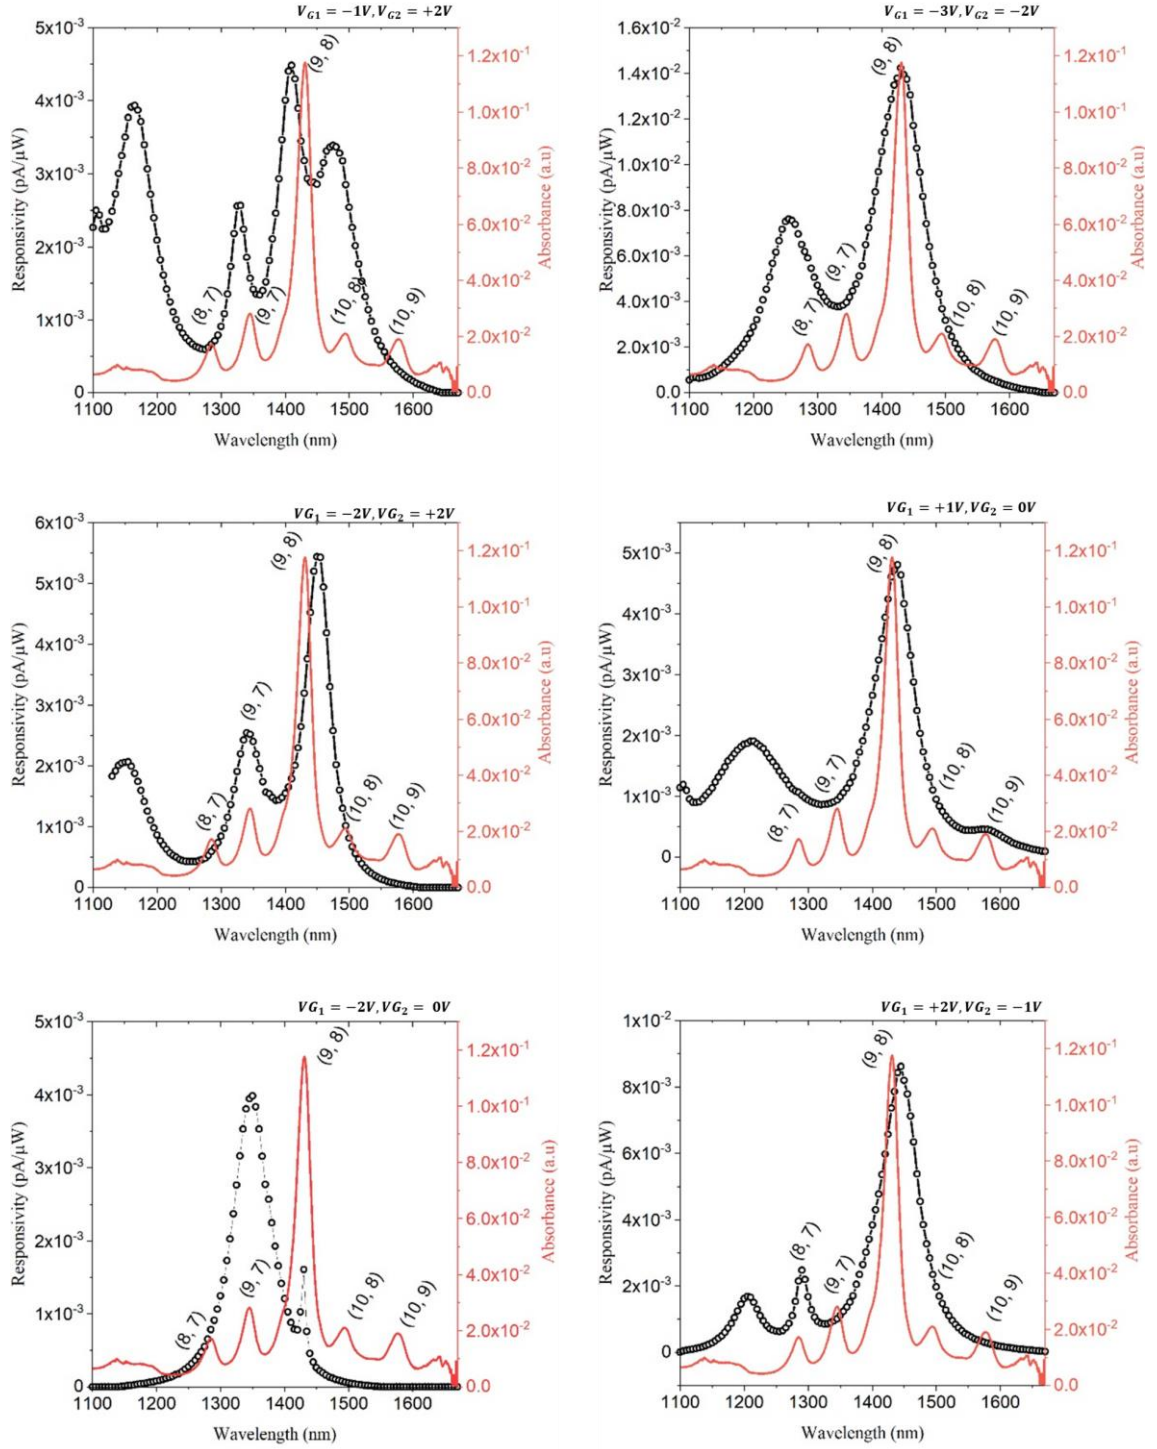 V_G1 = −1V, V_G2 = +2V
5x10⁻³
4x10⁻³
3x10⁻³
2x10⁻³
1x10⁻³
0
Responsivity (pA/µW)
(8, 7)
(9, 7)
(9, 8)
(10, 8)
(10, 9)
1.2x10⁻¹
1.0x10⁻¹
8.0x10⁻²
6.0x10⁻²
4.0x10⁻²
2.0x10⁻²
0.0
Absorbance (a.u)
1100 1200 1300 1400 1500 1600
Wavelength (nm)
V_G1 = −3V, V_G2 = −2V
1.6x10⁻²
1.4x10⁻²
1.2x10⁻²
1.0x10⁻²
8.0x10⁻³
6.0x10⁻³
4.0x10⁻³
2.0x10⁻³
0.0
Responsivity (pA/µW)
(8, 7)
(9, 7)
(9, 8)
(10, 8)
(10, 9)
1.2x10⁻¹
1.0x10⁻¹
8.0x10⁻²
6.0x10⁻²
4.0x10⁻²
2.0x10⁻²
0.0
Absorbance (a.u)
1100 1200 1300 1400 1500 1600
Wavelength (nm)
VG₁ = −2V, VG₂ = +2V
6x10⁻³
5x10⁻³
4x10⁻³
3x10⁻³
2x10⁻³
1x10⁻³
0
Responsivity (pA/µW)
(8, 7)
(9, 7)
(9, 8)
(10, 8)
(10, 9)
1.2x10⁻¹
1.0x10⁻¹
8.0x10⁻²
6.0x10⁻²
4.0x10⁻²
2.0x10⁻²
0.0
Absorbance (a.u)
1100 1200 1300 1400 1500 1600
Wavelength (nm)
VG₁ = +1V, VG₂ = 0V
5x10⁻³
4x10⁻³
3x10⁻³
2x10⁻³
1x10⁻³
0
Responsivity (pA/µW)
(8, 7)
(9, 7)
(9, 8)
(10, 8)
(10, 9)
1.2x10⁻¹
1.0x10⁻¹
8.0x10⁻²
6.0x10⁻²
4.0x10⁻²
2.0x10⁻²
0.0
Absorbance (a.u)
1100 1200 1300 1400 1500 1600
Wavelength (nm)
VG₁ = −2V, VG₂ = 0V
5x10⁻³
4x10⁻³
3x10⁻³
2x10⁻³
1x10⁻³
0
Responsivity (pA/µW)
(8, 7)
(9, 7)
(9, 8)
(10, 8)
(10, 9)
1.2x10⁻¹
1.0x10⁻¹
8.0x10⁻²
6.0x10⁻²
4.0x10⁻²
2.0x10⁻²
0.0
Absorbance (a.u)
1100 1200 1300 1400 1500 1600
Wavelength (nm)
VG₁ = +2V, VG₂ = −1V
1x10⁻²
8x10⁻³
6x10⁻³
4x10⁻³
2x10⁻³
0
Responsivity (pA/µW)
(8, 7)
(9, 7)
(9, 8)
(10, 8)
(10, 9)
1.2x10⁻¹
1.0x10⁻¹
8.0x10⁻²
6.0x10⁻²
4.0x10⁻²
2.0x10⁻²
0.0
Absorbance (a.u)
1100 1200 1300 1400 1500 1600
Wavelength (nm)